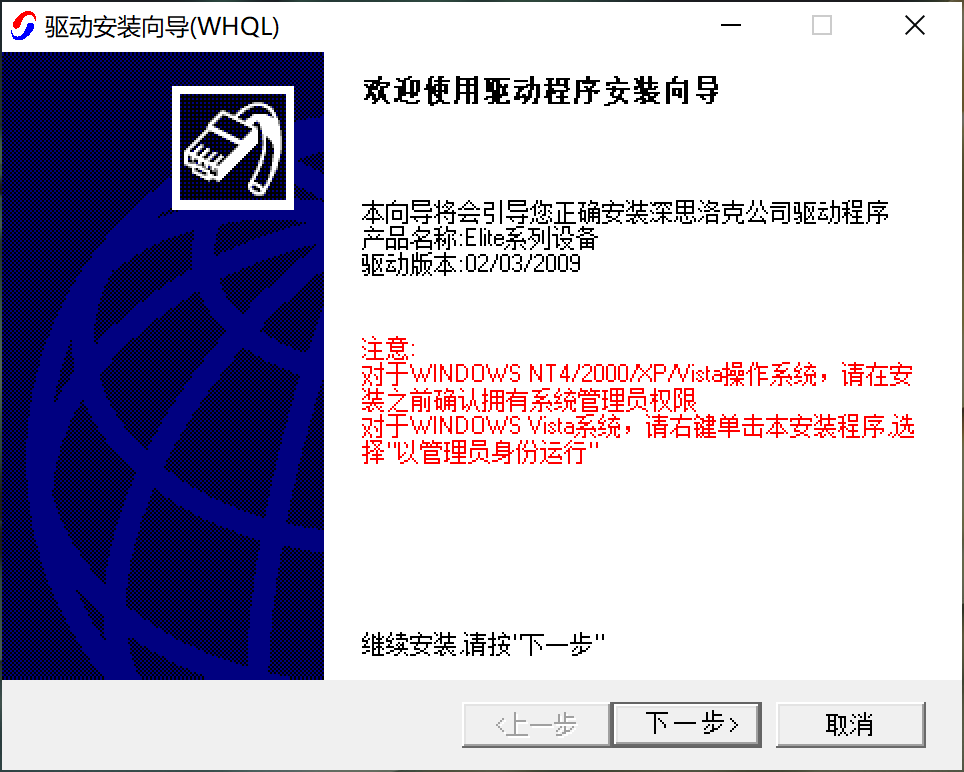 驱动安装向导(WHQL)
欢迎使用驱动程序安装向导
本向导将会引导您正确安装深思洛克公司驱动程序
产品名称:Elite系列设备
驱动版本:02/03/2009
注意:
对于WINDOWS NT4/2000/XP/Vista操作系统，请在安
装之前确认拥有系统管理员权限
对于WINDOWS Vista系统，请右键单击本安装程序,选
择"以管理员身份运行"
继续安装,请按"下一步"
<上一步
下一步>
取消